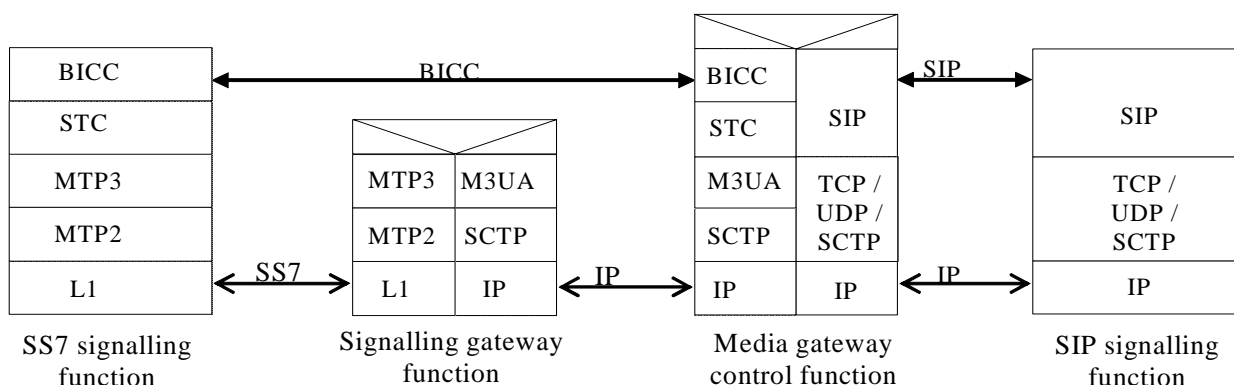 BICC
STC
MTP3
MTP2
L1
SS7 signalling
function
BICC
SS7
MTP3
M3UA
MTP2
SCTP
L1
IP
Signalling gateway
function
IP
BICC
STC
M3UA
SCTP
IP
SIP
TCP /
UDP /
SCTP
IP
Media gateway
control function
SIP
IP
SIP
TCP /
UDP /
SCTP
IP
SIP signalling
function